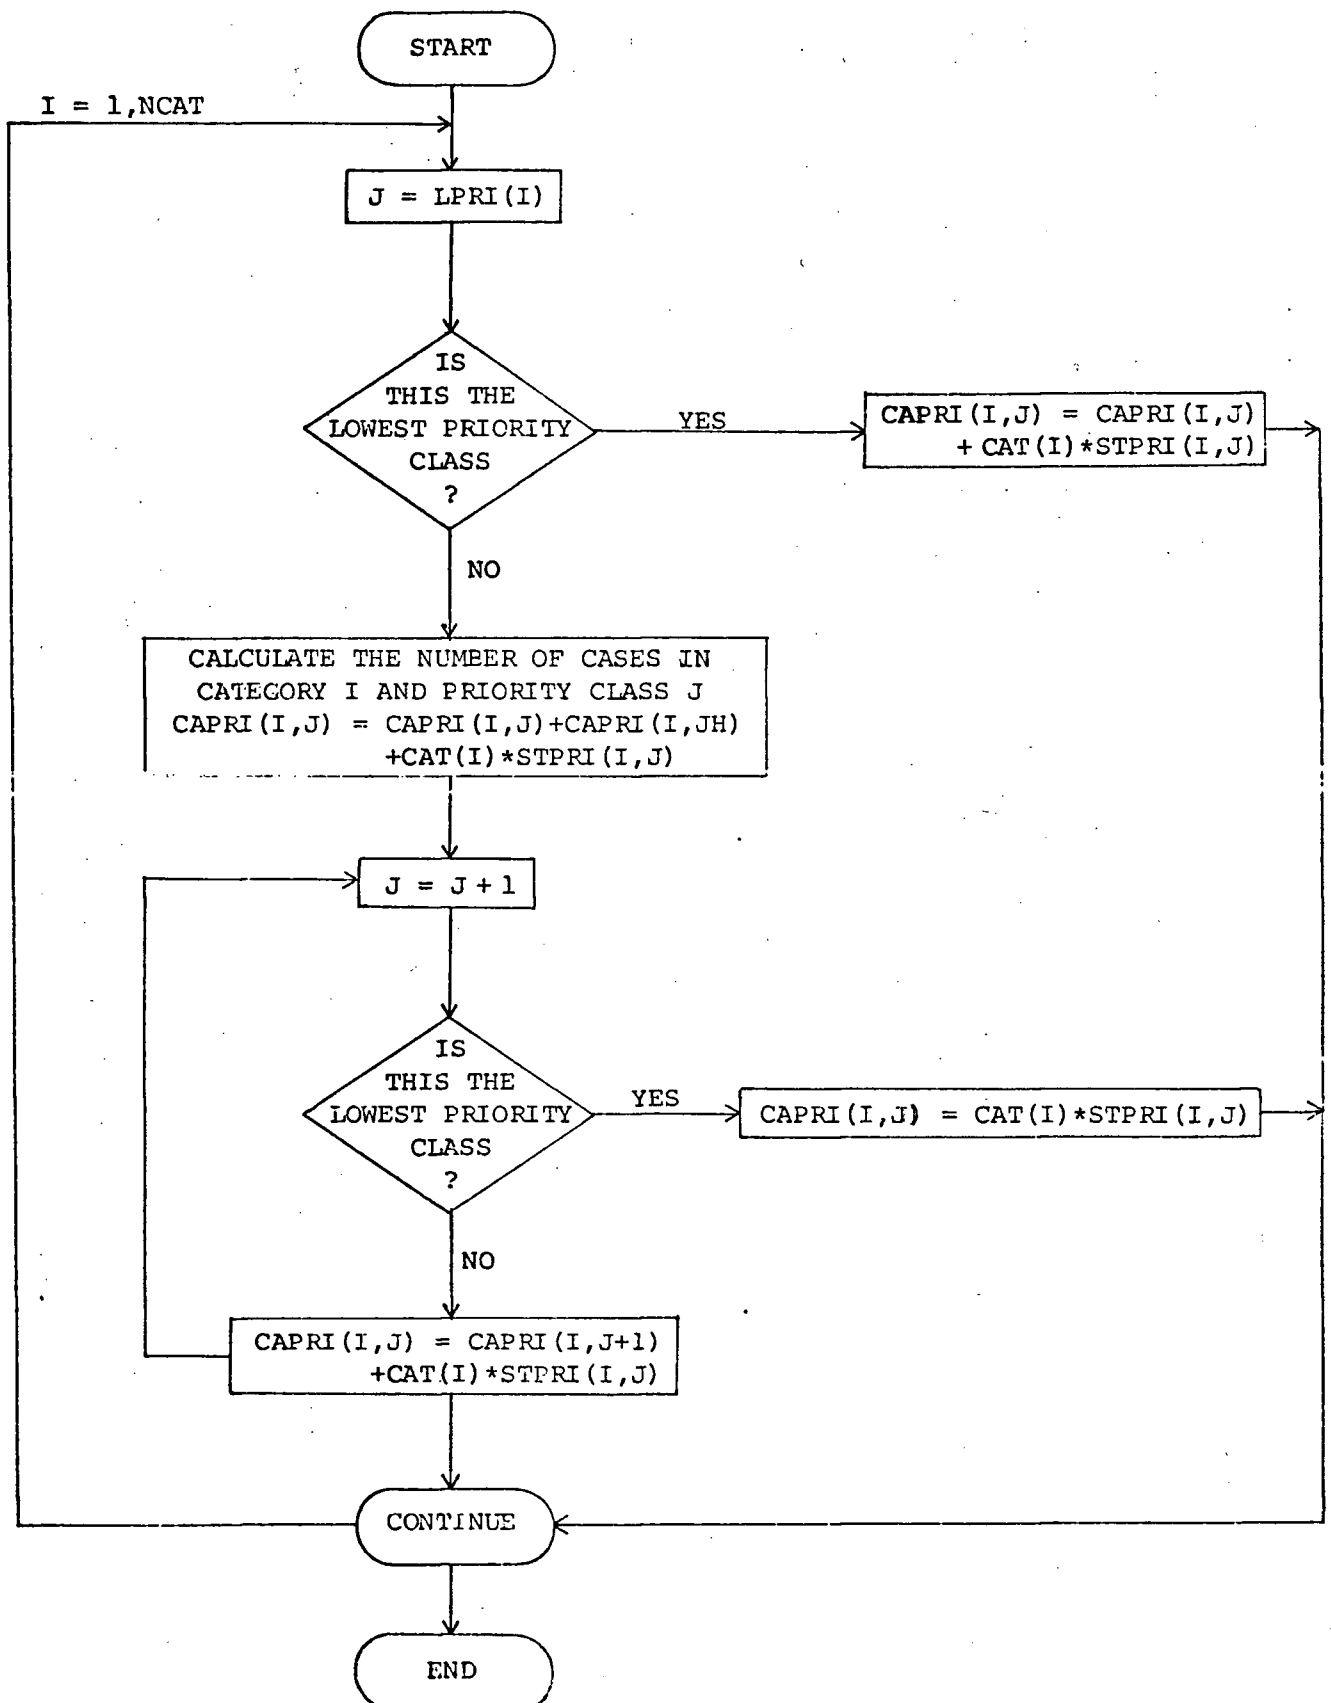 START
I = 1,NCAT
J = LPRI(I)
IS
THIS THE
LOWEST PRIORITY
CLASS
?
YES
CAPRI(I,J) = CAPRI(I,J)
+ CAT(I)*STPRI(I,J)
NO
CALCULATE THE NUMBER OF CASES IN
CATEGORY I AND PRIORITY CLASS J
CAPRI(I,J) = CAPRI(I,J)+CAPRI(I,JH)
+CAT(I)*STPRI(I,J)
J = J+1
IS
THIS THE
LOWEST PRIORITY
CLASS
?
YES
CAPRI(I,J) = CAT(I)*STPRI(I,J)
NO
CAPRI(I,J) = CAPRI(I,J+1)
+CAT(I)*STPRI(I,J)
CONTINUE
END